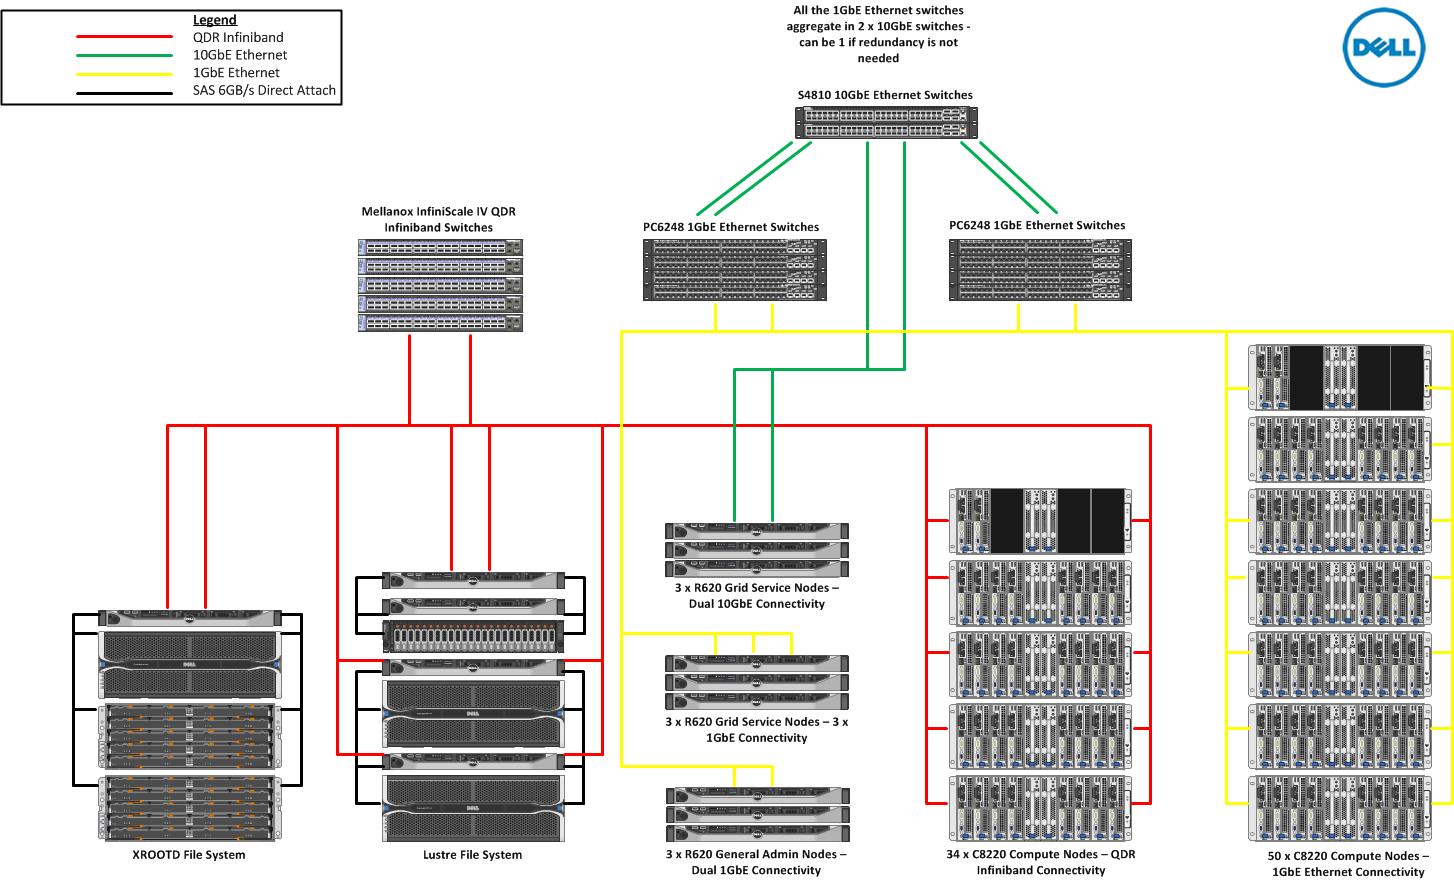 Legend
QDR Infiniband
10GbE Ethernet
1GbE Ethernet
SAS 6GB/s Direct Attach
All the 1GbE Ethernet switches
aggregate in 2 x 10GbE switches -
can be 1 if redundancy is not
needed
DELL
S4810 10GbE Ethernet Switches
Mellanox InfiniScale IV QDR
Infiniband Switches
PC6248 1GbE Ethernet Switches
PC6248 1GbE Ethernet Switches
3 x R620 Grid Service Nodes –
Dual 10GbE Connectivity
3 x R620 Grid Service Nodes – 3 x
1GbE Connectivity
XROOTD File System
Lustre File System
3 x R620 General Admin Nodes –
Dual 1GbE Connectivity
34 x C8220 Compute Nodes – QDR
Infiniband Connectivity
50 x C8220 Compute Nodes –
1GbE Ethernet Connectivity
DELL
DELL
DELL